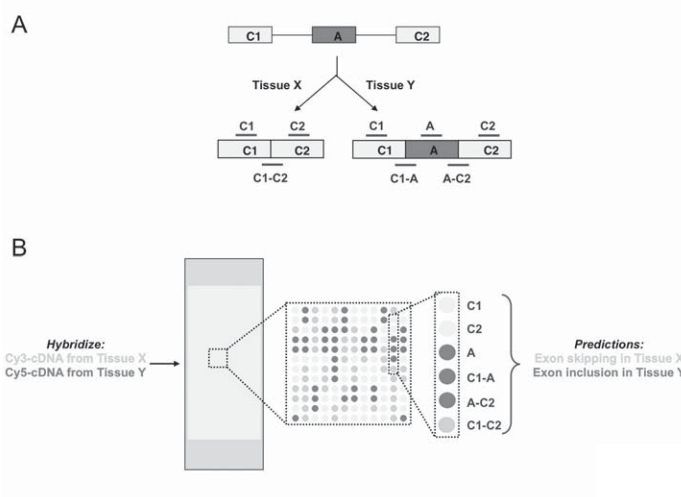 A
C1 A C2
Tissue X Tissue Y
C1 C2 C1 A C2
C1 C2 C1 A C2
C1-C2 C1-A A-C2
B
Hybridize:
Cy3-cDNA from Tissue X
Cy5-cDNA from Tissue Y
C1
C2
A
C1-A
A-C2
C1-C2
Predictions:
Exon skipping in Tissue X
Exon inclusion in Tissue Y